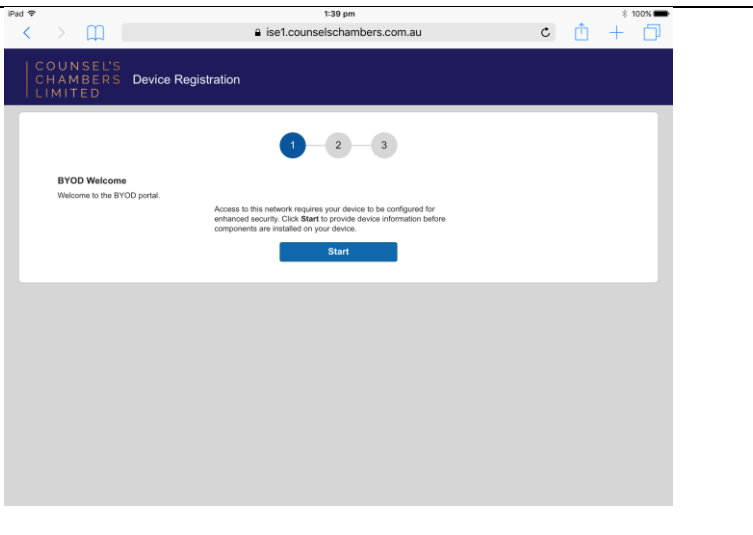 iPad 1:39 pm 100%
ise1.counselschambers.com.au
COUNSEL'S
CHAMBERS Device Registration
LIMITED
1 2 3
BYOD Welcome
Welcome to the BYOD portal.
Access to this network requires your device to be configured for
enhanced security. Click Start to provide device information before
components are installed on your device.
Start